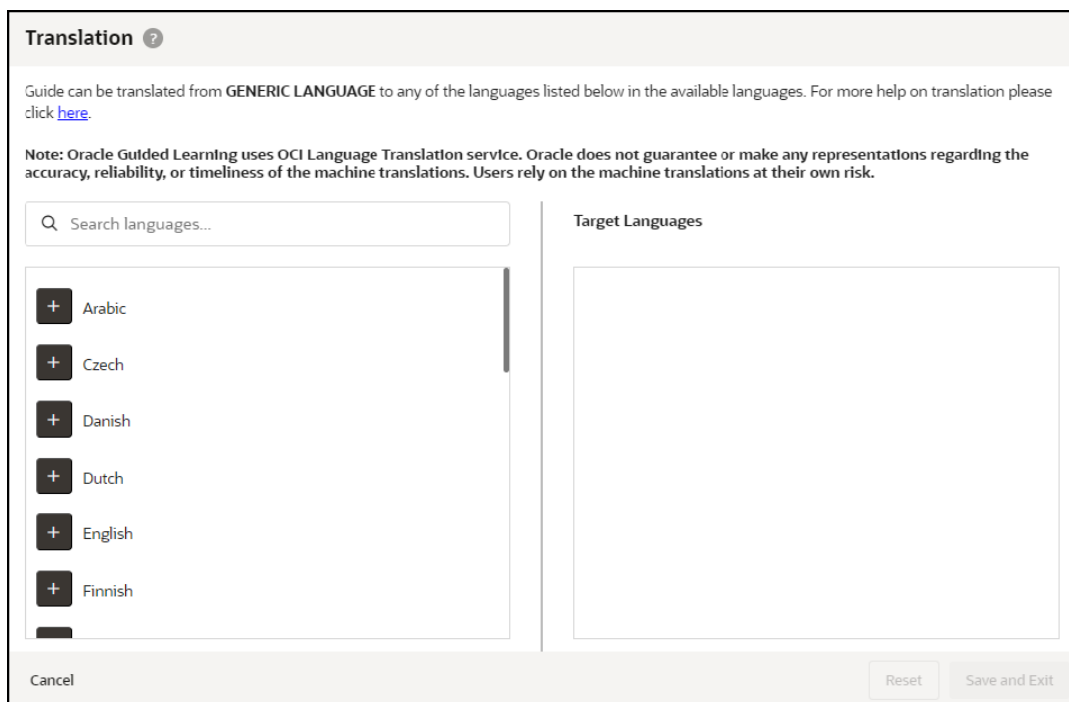 Translation ?
Guide can be translated from GENERIC LANGUAGE to any of the languages listed below in the available languages. For more help on translation please
click here.
Note: Oracle Guided Learning uses OCI Language Translation service. Oracle does not guarantee or make any representations regarding the
accuracy, reliability, or timeliness of the machine translations. Users rely on the machine translations at their own risk.
Search languages...
Target Languages
+ Arabic
+ Czech
+ Danish
+ Dutch
+ English
+ Finnish
Cancel
Reset
Save and Exit